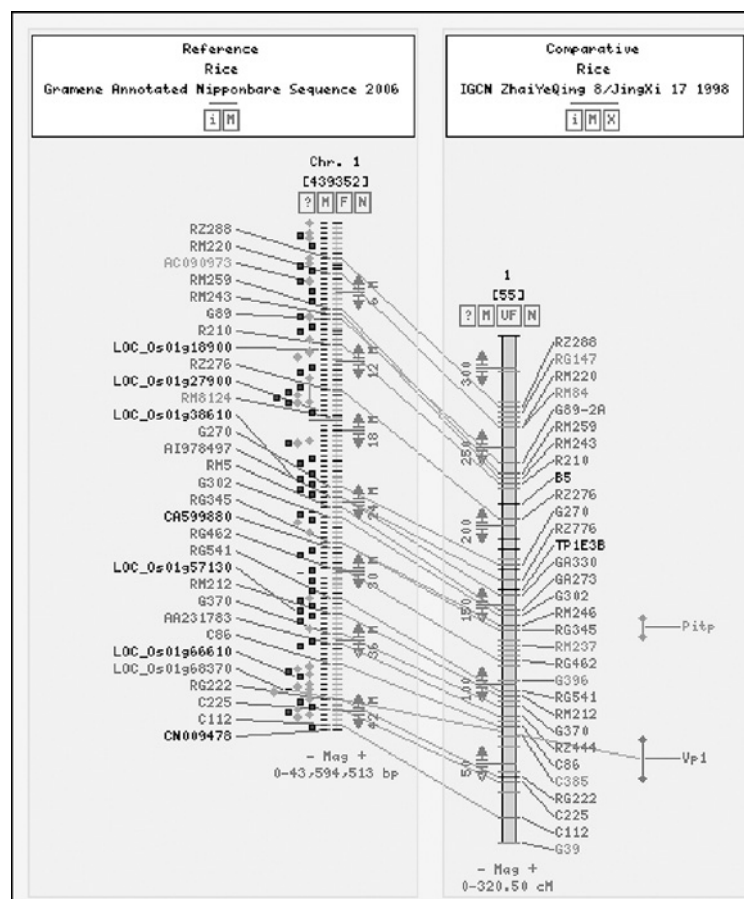 Reference
Rice
Gramene Annotated Nipponbare Sequence 2006
i M
Chr. 1
[439352]
? M F N
RZ288
RM220
AC090973
RM259
RM243
G89
R210
LOC_Os01g18900
RZ276
LOC_Os01g27900
RM8124
LOC_Os01g38610
G270
AI978497
RM5
G302
RG345
CA599880
RG462
RG541
LOC_Os01g57130
RM212
G370
AA231783
C86
LOC_Os01g66610
LOC_Os01g68370
RG222
C225
C112
CN009478
6 M
12 M
18 M
24 M
30 M
36 M
42 M
- Mag +
0-43,594,513 bp
Comparative
Rice
IGCN ZhaiYeQing 8/JingXi 17 1998
i M X
1
[55]
? M UF N
300
250
200
150
100
50
RZ288
RG147
RM220
RM84
G89-2A
RM259
RM243
R210
B5
RZ276
G270
RZ776
TP1E3B
GA330
GA273
G302
RM246
RG345
RM237
RG462
G396
RG541
RM212
G370
RZ444
C86
C385
RG222
C225
C112
G39
Pitp
Vp1
- Mag +
0-320.50 cM